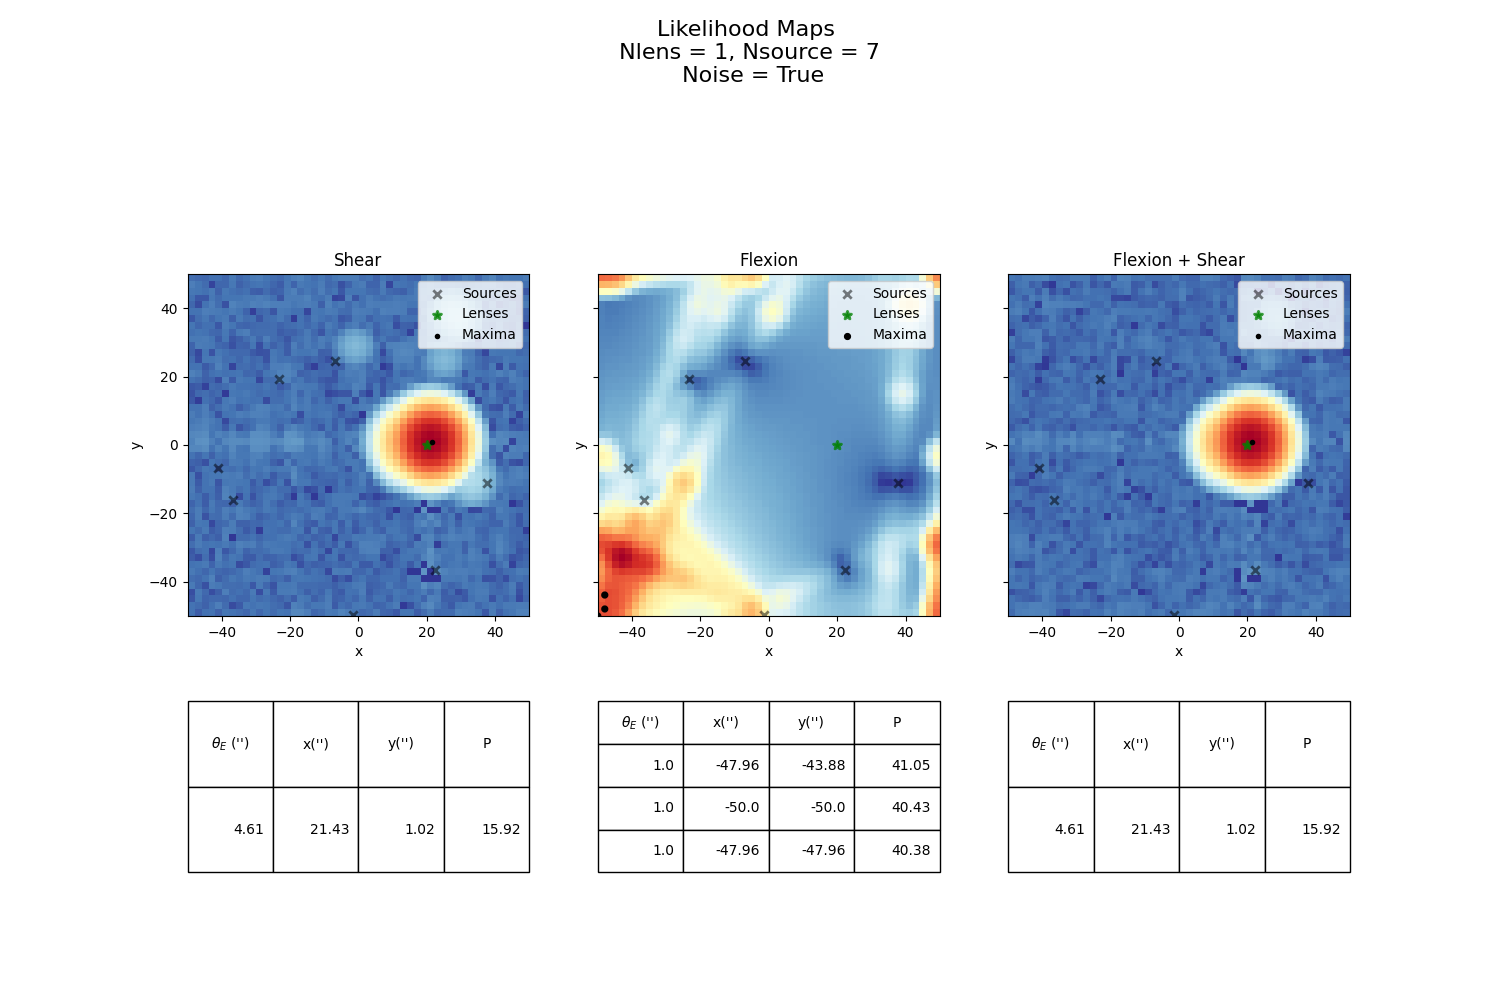 Likelihood Maps
Nlens = 1, Nsource = 7
Noise = True
Shear
Sources
Lenses
Maxima
40
20
0
−20
−40
y
−40 −20 0 20 40
x
Flexion
Sources
Lenses
Maxima
y
−40 −20 0 20 40
x
Flexion + Shear
Sources
Lenses
Maxima
y
−40 −20 0 20 40
x
θE ('') x('') y('') P
4.61 21.43 1.02 15.92
θE ('') x('') y('') P
1.0 -47.96 -43.88 41.05
1.0 -50.0 -50.0 40.43
1.0 -47.96 -47.96 40.38
θE ('') x('') y('') P
4.61 21.43 1.02 15.92